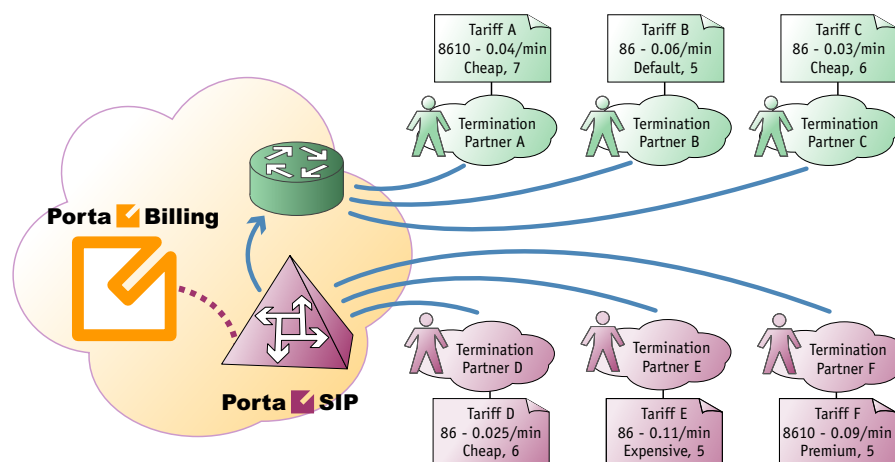 Tariff A
8610 - 0.04/min
Cheap, 7
Tariff B
86 - 0.06/min
Default, 5
Tariff C
86 - 0.03/min
Cheap, 6
Termination
Partner A
Termination
Partner B
Termination
Partner C
Porta Billing
Porta SIP
Termination
Partner D
Termination
Partner E
Termination
Partner F
Tariff D
86 - 0.025/min
Cheap, 6
Tariff E
86 - 0.11/min
Expensive, 5
Tariff F
8610 - 0.09/min
Premium, 5